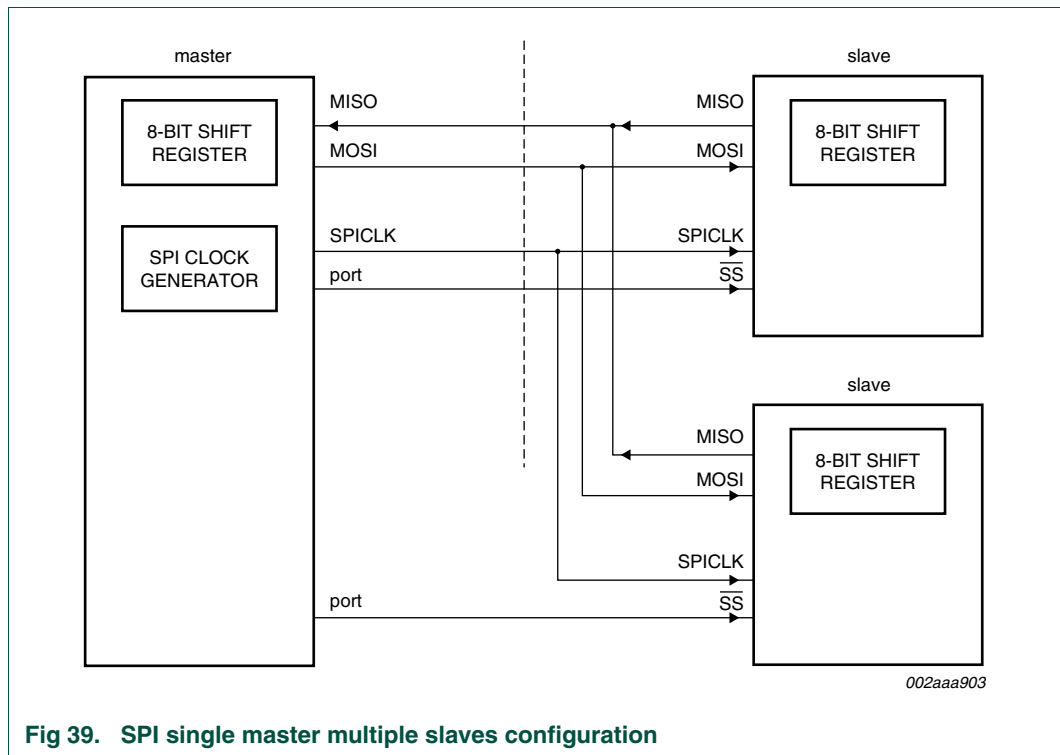 master
slave
8-BIT SHIFT
REGISTER
MISO
MISO
8-BIT SHIFT
REGISTER
MOSI
MOSI
SPI CLOCK
GENERATOR
SPICLK
SPICLK
port
S̅S̅
slave
MISO
8-BIT SHIFT
REGISTER
MOSI
SPICLK
port
S̅S̅
002aaa903
Fig 39. SPI single master multiple slaves configuration